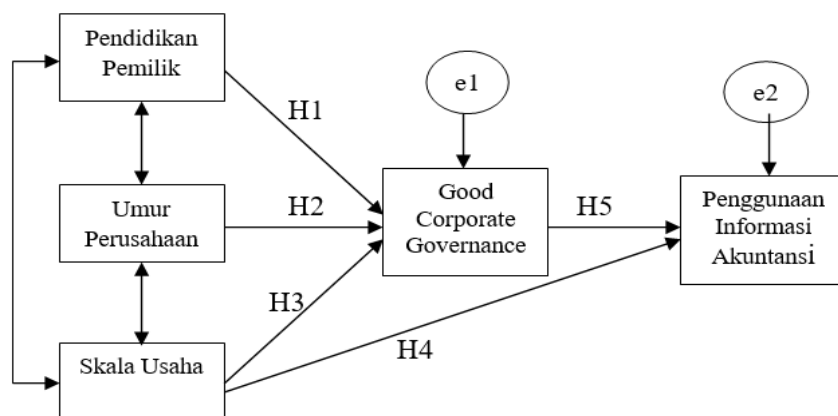 Pendidikan
Pemilik
e1
e2
H1
Umur
Perusahaan
H2
Good
Corporate
Governance
H5
Penggunaan
Informasi
Akuntansi
H3
H4
Skala Usaha